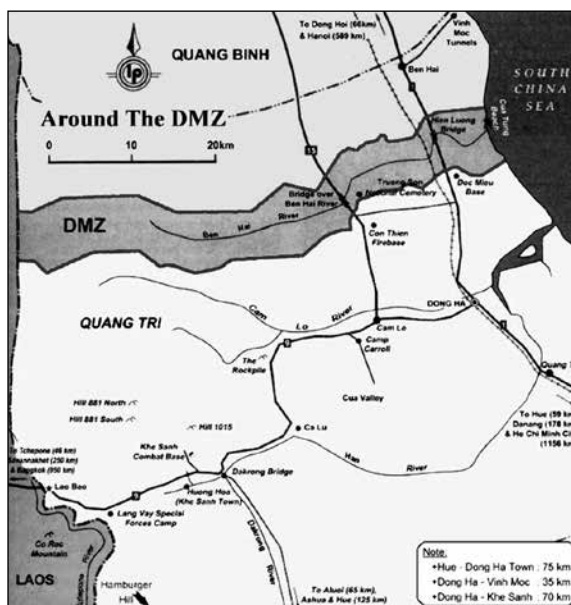 To Dong Hoi (66km)
& Hanoi (589 km)
Vinh
Moc
Tunnels
QUANG BINH
lp
Ben Hai
SOUTH
CHINA
SEA
Around The DMZ
Hien Luong
Bridge
Cua Tung
Beach
0 10 20km
Truong Son
National Cemetery
Doc Mieu
Base
Bridge over
Ben Hai River
DMZ
Ben Hai River
Con Thien
Firebase
QUANG TRI
Cam Lo River
DONG HA
Cam Lo
Camp
Carroll
The
Rockpile
Quang T
Cua Valley
Hill 881 North
Hill 881 South
Hill 1015
Ca Lu
To Hue (59 km
Danang (178 km
& Ho Chi Minh Cit
(1156 km)
Khe Sanh
Combat Base
Han River
To Tchepone (46 km)
Savannakhet (250 km)
& Bangkok (950 km)
Dakrong Bridge
Lao Bao
Huong Hoa
(Khe Sanh Town)
Lang Vay Special
Forces Camp
Co Roc
Mountain
Dakrong
River
LAOS
Hamburger
Hill
To Aluoi (65 km),
Ashua & Hue (125 km)
Note.
+Hue - Dong Ha Town : 75 km
+Dong Ha - Vinh Moc : 35 km
+Dong Ha - Khe Sanh : 70 km